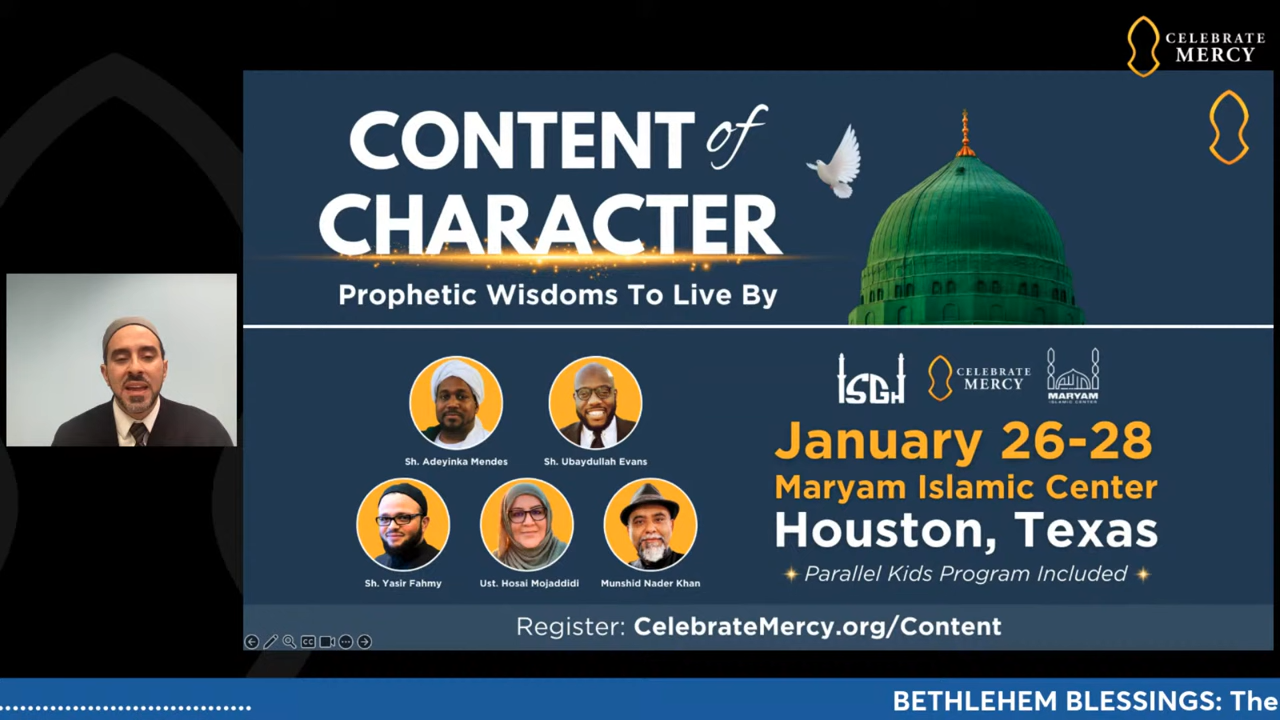 CELEBRATE
MERCY
CONTENT of
CHARACTER
Prophetic Wisdoms To Live By
Sh. Adeyinka Mendes
Sh. Ubaydullah Evans
Sh. Yasir Fahmy
Ust. Hosai Mojaddidi
Munshid Nader Khan
ISGH
CELEBRATE
MERCY
MARYAM
ISLAMIC CENTER
January 26-28
Maryam Islamic Center
Houston, Texas
Parallel Kids Program Included
Register: CelebrateMercy.org/Content
CC
BETHLEHEM BLESSINGS: The